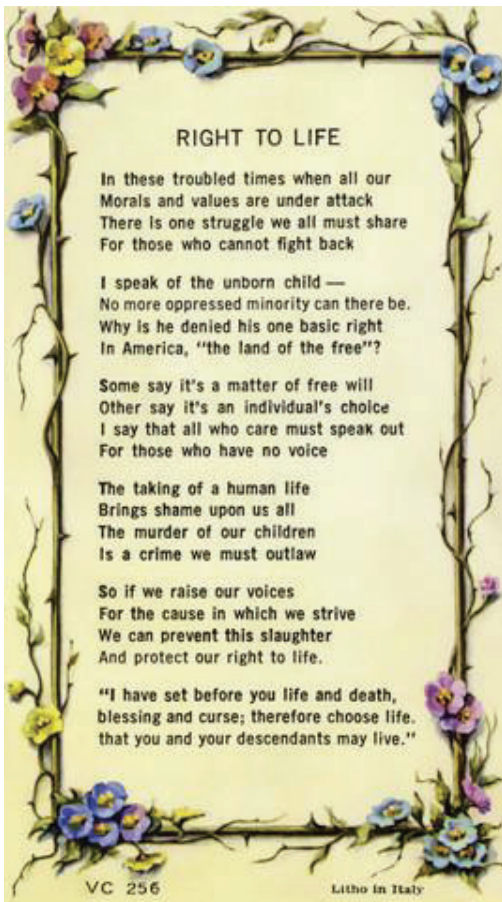 RIGHT TO LIFE
In these troubled times when all our
Morals and values are under attack
There is one struggle we all must share
For those who cannot fight back
I speak of the unborn child —
No more oppressed minority can there be.
Why is he denied his one basic right
In America, "the land of the free"?
Some say it's a matter of free will
Other say it's an individual's choice
I say that all who care must speak out
For those who have no voice
The taking of a human life
Brings shame upon us all
The murder of our children
Is a crime we must outlaw
So if we raise our voices
For the cause in which we strive
We can prevent this slaughter
And protect our right to life.
"I have set before you life and death,
blessing and curse; therefore choose life.
that you and your descendants may live."
VC 256
Litho in Italy